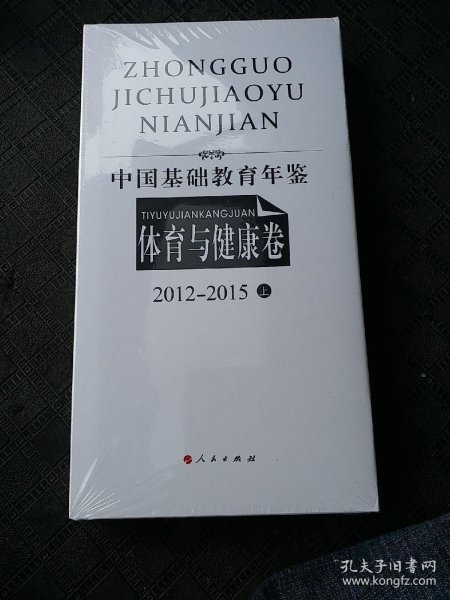 ZHONGGUO
JICHUJIAOYU
NIANJIAN
中国基础教育年鉴
TIYUYUJIANKANGJUAN
体育与健康卷
2012-2015 上
人民出版社
孔夫子旧书网
www.kongfz.com